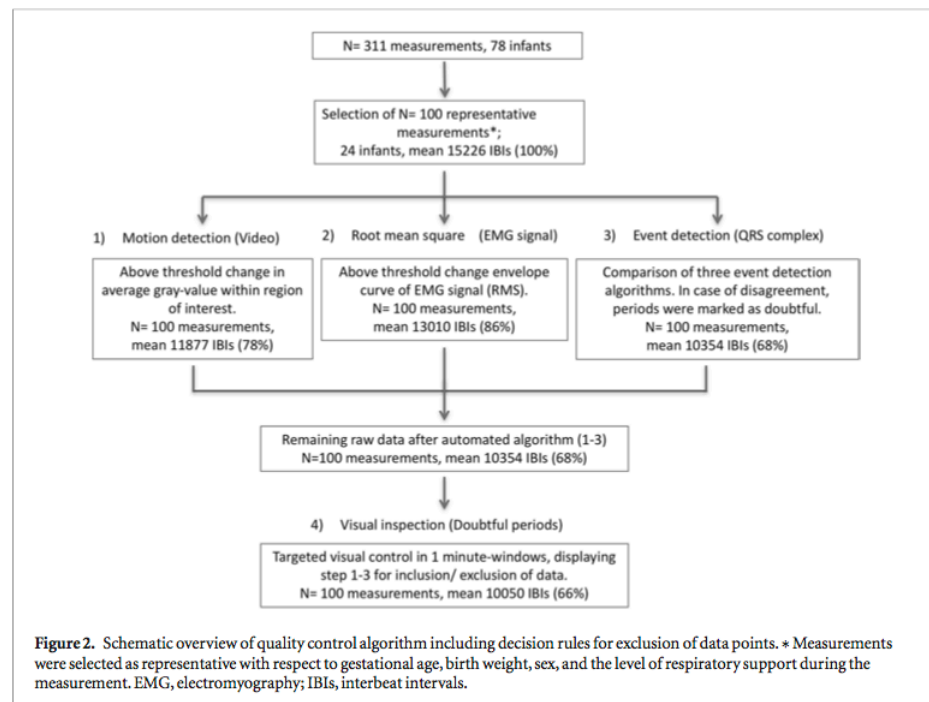 N= 311 measurements, 78 infants
Selection of N= 100 representative
measurements*;
24 infants, mean 15226 IBIs (100%)
1) Motion detection (Video)
Above threshold change in
average gray-value within region
of interest.
N= 100 measurements,
mean 11877 IBIs (78%)
2) Root mean square (EMG signal)
Above threshold change envelope
curve of EMG signal (RMS).
N= 100 measurements,
mean 13010 IBIs (86%)
3) Event detection (QRS complex)
Comparison of three event detection
algorithms. In case of disagreement,
periods were marked as doubtful.
N= 100 measurements,
mean 10354 IBIs (68%)
Remaining raw data after automated algorithm (1-3)
N=100 measurements, mean 10354 IBIs (68%)
4) Visual inspection (Doubtful periods)
Targeted visual control in 1 minute-windows, displaying
step 1-3 for inclusion/ exclusion of data.
N= 100 measurements, mean 10050 IBIs (66%)
Figure 2. Schematic overview of quality control algorithm including decision rules for exclusion of data points. * Measurements
were selected as representative with respect to gestational age, birth weight, sex, and the level of respiratory support during the
measurement. EMG, electromyography; IBIs, interbeat intervals.